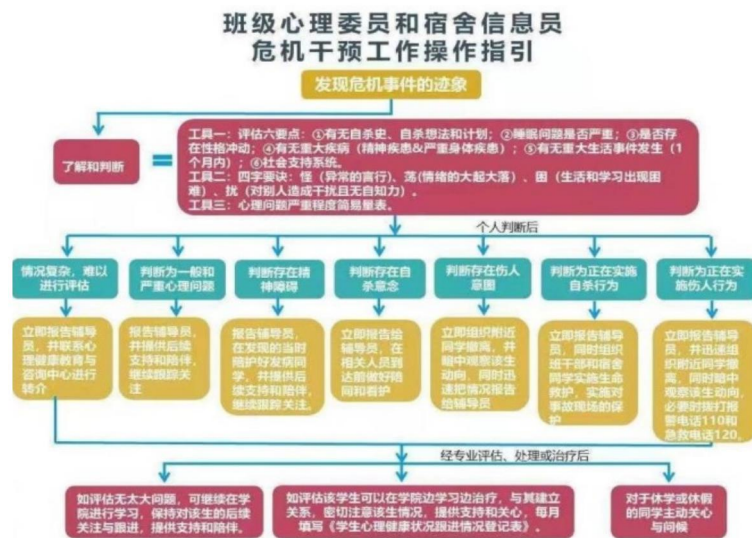 班级心理委员和宿舍信息员
危机干预工作操作指引
发现危机事件的迹象
了解和判断
工具一：评估六要点：①有无自杀史、自杀想法和计划；②睡眠问题是否严重；③是否存
在性格冲动；④有无重大疾病（精神疾患&严重身体疾患）；⑤有无重大生活事件发生（1
个月内）；⑥社会支持系统。
工具二：四字要诀：怪（异常的言行）、荡(情绪的大起大落）、困（生活和学习出现困
难）、扰（对别人造成干扰且无自知力）。
工具三：心理问题严重程度简易量表。
个人判断后
情况复杂，难以
进行评估
判断为一般和
严重心理问题
判断存在精
神障碍
判断存在自
杀意念
判断存在伤人
意图
判断为正在实施
自杀行为
判断为正在实
施伤人行为
立即报告辅导
员，并联系心
理健康教育与
咨询中心进行
转介
报告辅导员，
并提供后续
支持和陪伴，
继续跟踪关
注
报告辅导员，
在发现的当时
陪护好发病同
学，并提供后
续支持和陪伴，
继续跟踪关注。
立即报告给
辅导员，在
相关人员到
达前做好陪
同和看护
立即组织附近
同学撤离，并
暗中观察该生
动向，同时迅
速把情况报告
给辅导员
立即报告辅导
员，同时组织
班干部和宿舍
同学实施生命
救护，实施对
事故现场的保
护
立即报告辅导
员，并迅速组
织附近同学撤
离，同时暗中
观察该生动向，
必要时拨打报
警电话110和
急救电话120。
经专业评估、处理或治疗后
如评估无太大问题，可继续在学
院进行学习，保持对该生的后续
关注与跟进，提供支持和陪伴。
如评估该学生可以在学院边学习边治疗，与其建立
关系，密切注意该生情况，提供支持和关心，每月
填写《学生心理健康状况跟进情况登记表》。
对于休学或休假
的同学主动关心
与问候